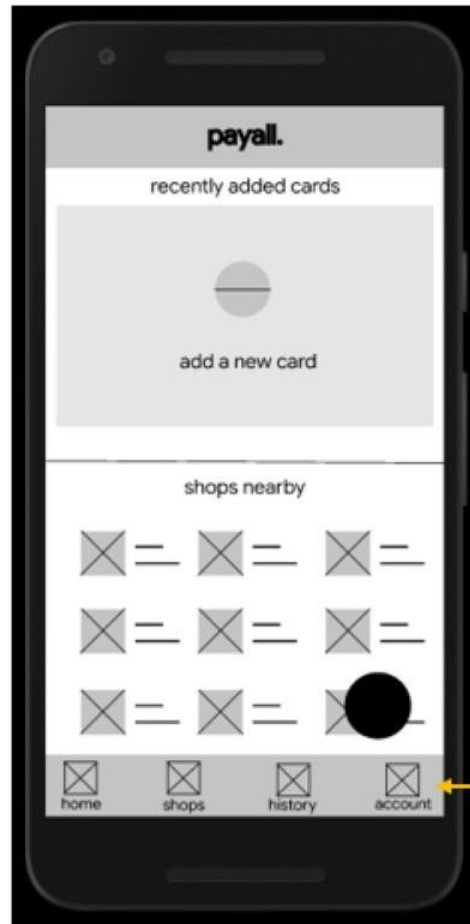 payall.
recently added cards
add a new card
shops nearby
home shops history account